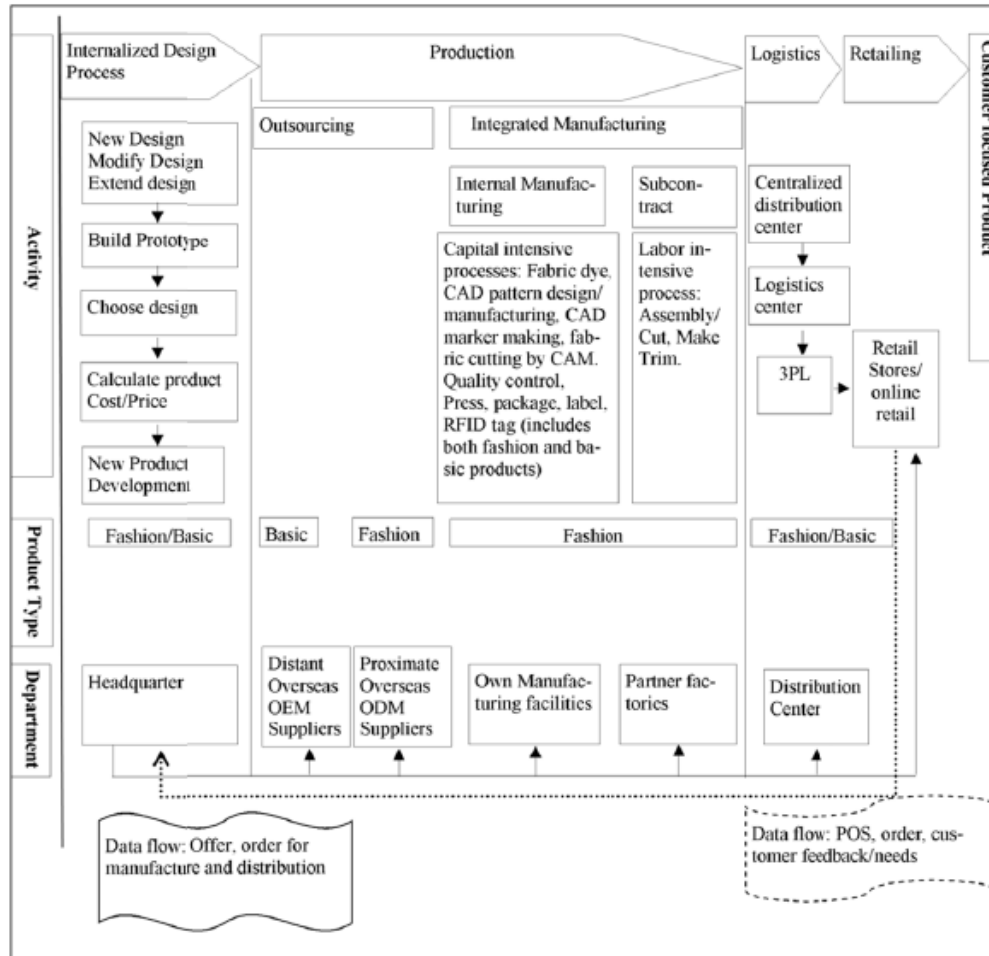 Internalized Design
Process
Production
Logistics
Retailing
Customer focused Product
Activity
Outsourcing
Integrated Manufacturing
New Design
Modify Design
Extend design
Build Prototype
Choose design
Calculate product
Cost/Price
New Product
Development
Internal Manufac-
turing
Subcon-
tract
Capital intensive
processes: Fabric dye,
CAD pattern design/
manufacturing, CAD
marker making, fab-
ric cutting by CAM.
Quality control,
Press, package, label,
RFID tag (includes
both fashion and ba-
sic products)
Labor in-
tensive
process:
Assembly/
Cut, Make
Trim.
Centralized
distribution
center
Logistics
center
3PL
Retail
Stores/
online
retail
Product Type
Fashion/Basic
Basic
Fashion
Fashion
Fashion/Basic
Department
Headquarter
Distant
Overseas
OEM
Suppliers
Proximate
Overseas
ODM
Suppliers
Own Manufac-
turing facilities
Partner fac-
tories
Distribution
Center
Data flow: Offer, order for
manufacture and distribution
Data flow: POS, order, cus-
tomer feedback/needs